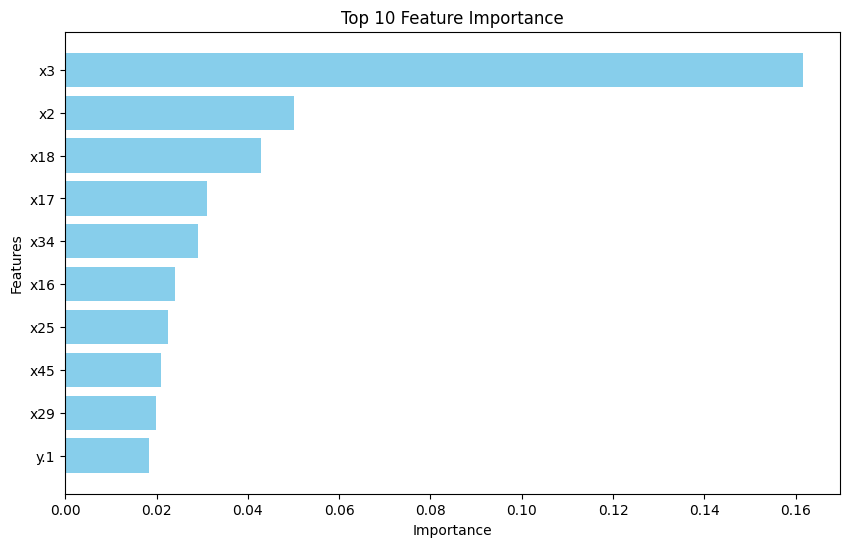 Top 10 Feature Importance
Features
x3
x2
x18
x17
x34
x16
x25
x45
x29
y.1
0.00 0.02 0.04 0.06 0.08 0.10 0.12 0.14 0.16
Importance